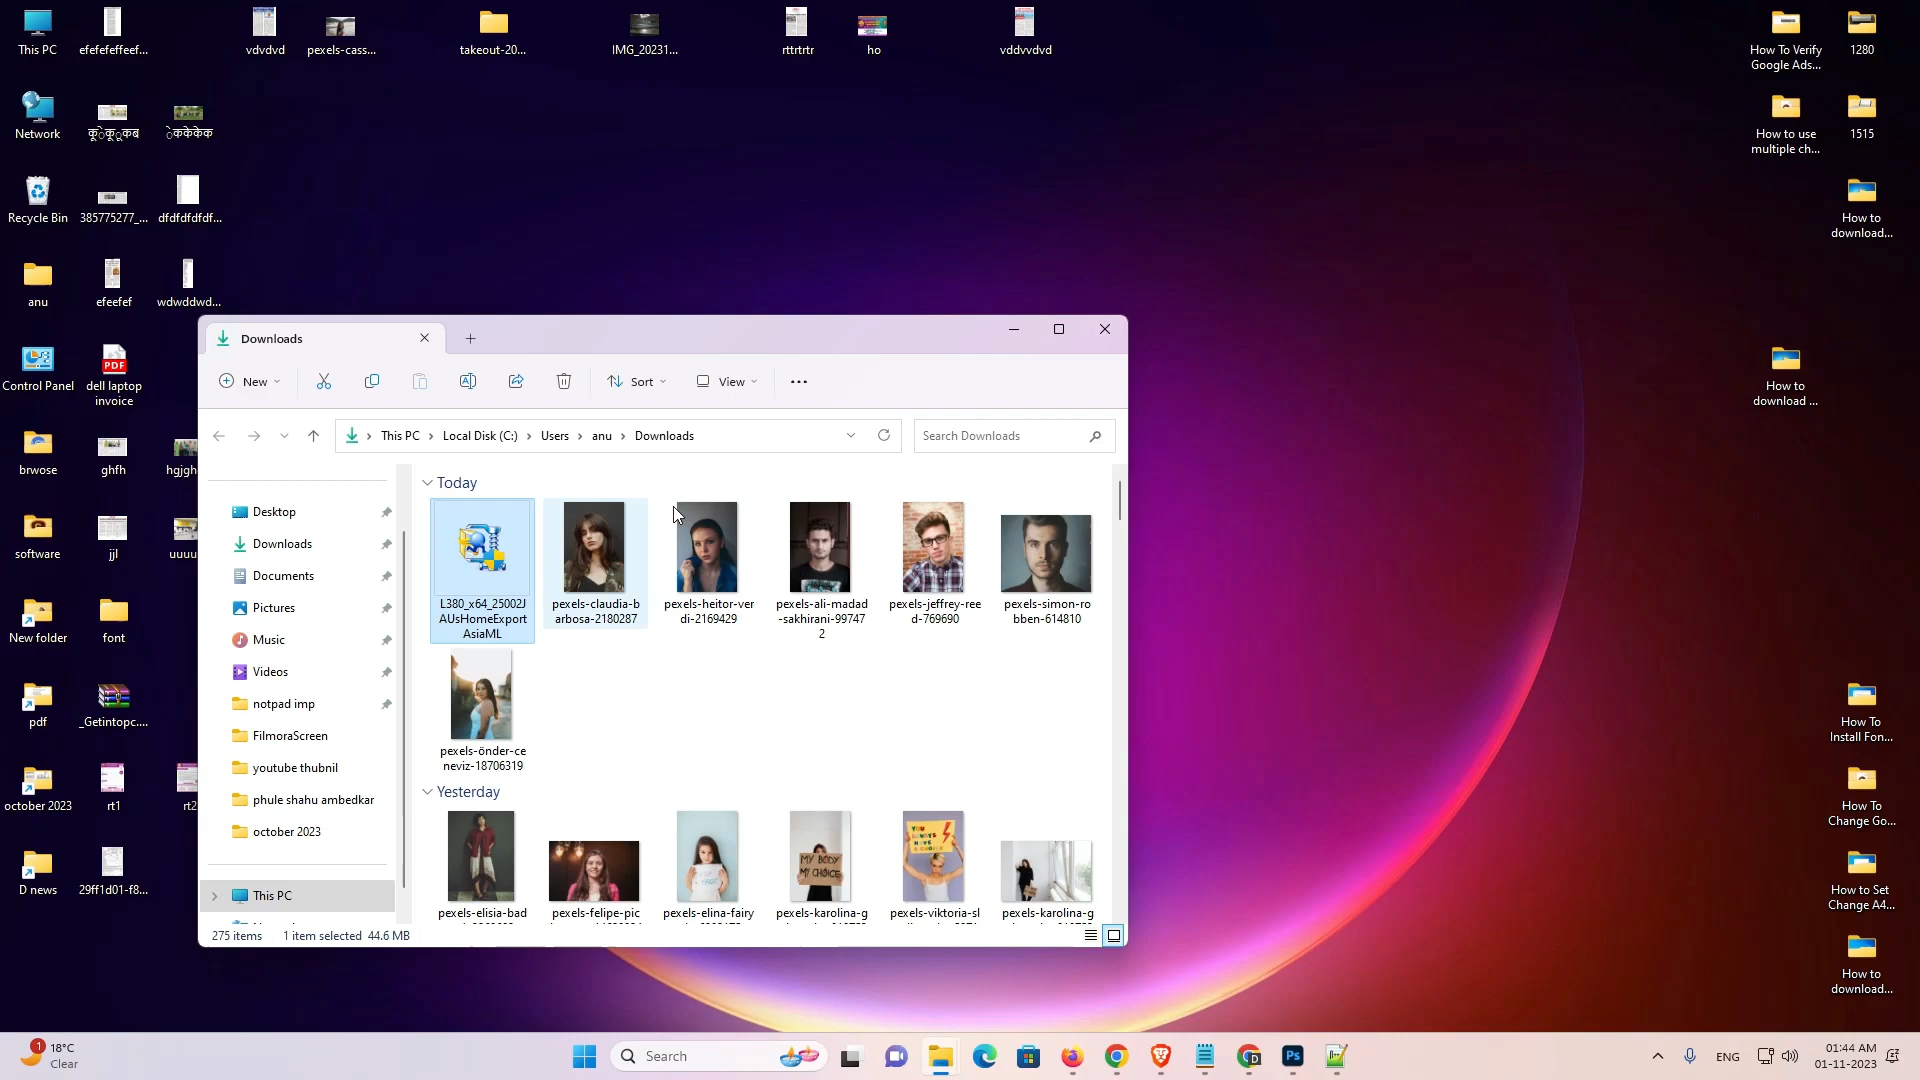 This PC
efefefeffeef...
vdvdvd
pexels-cass...
takeout-20...
IMG_20231...
rttrtrtr
ho
vddvvdvd
How To Verify
Google Ads...
1280
Network
How to use
multiple ch...
1515
Recycle Bin
385775277_...
dfdfdfdfdf...
How to
download...
anu
efeefef
wdwddwd...
Control Panel
dell laptop
invoice
PDF
How to
download ...
brwose
ghfh
hgjgh
software
jjl
uuuu
New folder
font
pdf
_Getintopc....
How To
Install Fon...
october 2023
rt1
rt2
How To
Change Go...
D news
29ff1d01-f8...
How to Set
Change A4...
How to
download...
Downloads
New
Sort
View
This PC
Local Disk (C:)
Users
anu
Downloads
Search Downloads
Desktop
Downloads
Documents
Pictures
Music
Videos
notpad imp
FilmoraScreen
youtube thubnil
phule shahu ambedkar
october 2023
This PC
Today
L380_x64_25002J
AUsHomeExport
AsiaML
pexels-claudia-b
arbosa-2180287
pexels-heitor-ver
di-2169429
pexels-ali-madad
-sakhirani-99747
2
pexels-jeffrey-ree
d-769690
pexels-simon-ro
bben-614810
pexels-önder-ce
neviz-18706319
Yesterday
YOU
ALWAYS
HAVE
A CHOICE
MY BODY
MY CHOICE
pexels-elisia-bad
pexels-felipe-pic
pexels-elina-fairy
pexels-karolina-g
pexels-viktoria-sl
pexels-karolina-g
275 items
1 item selected 44.6 MB
1
18°C
Clear
Search
D
Ps
ENG
01:44 AM
01-11-2023